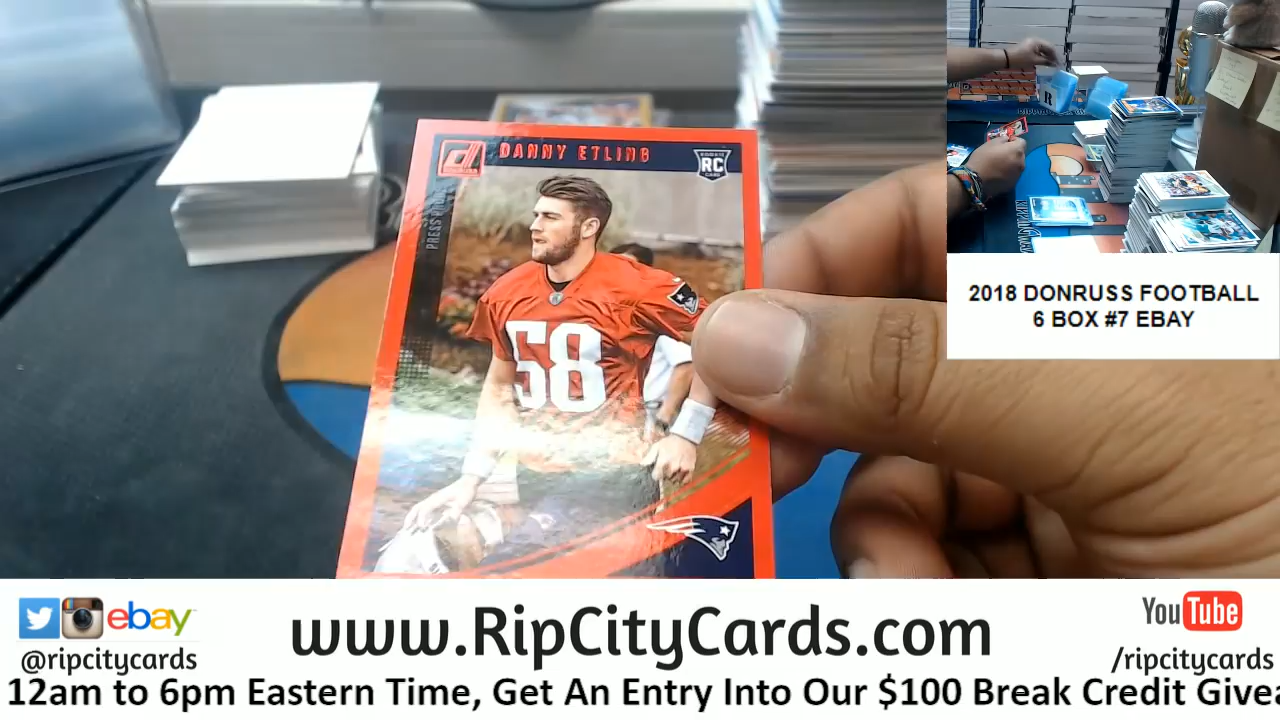 DANNY ETLING
RC
PRESS
58
2018 DONRUSS FOOTBALL
6 BOX #7 EBAY
ebay
@ripcitycards
www.RipCityCards.com
YouTube
/ripcitycards
12am to 6pm Eastern Time, Get An Entry Into Our $100 Break Credit Givea